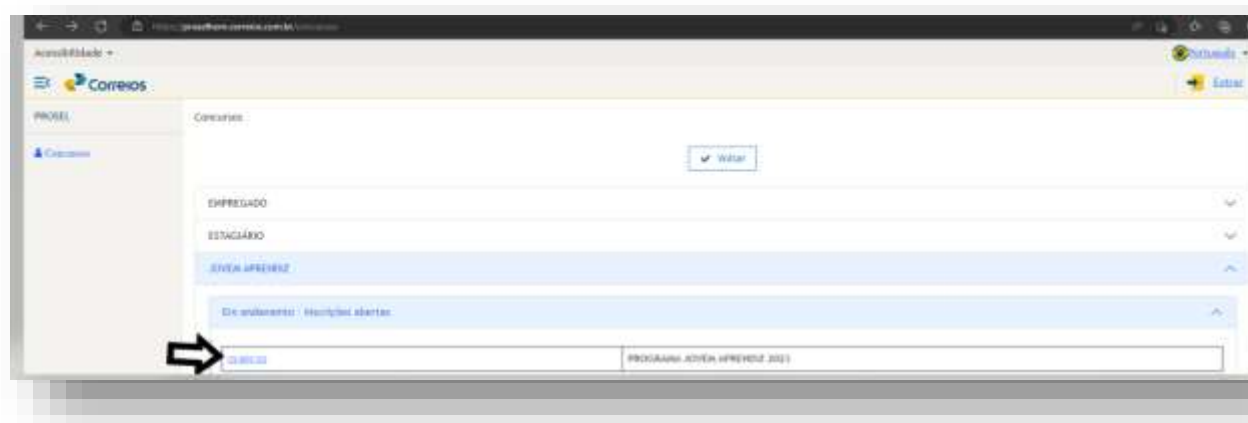 Acessibilidade
Português
Correios
Entrar
PROSEL
Concursos
Concursos
Voltar
EMPREGADO
ESTAGIÁRIO
JOVEM APRENDIZ
Em andamento - Inscrições abertas
PROGRAMA JOVEM APRENDIZ 2023